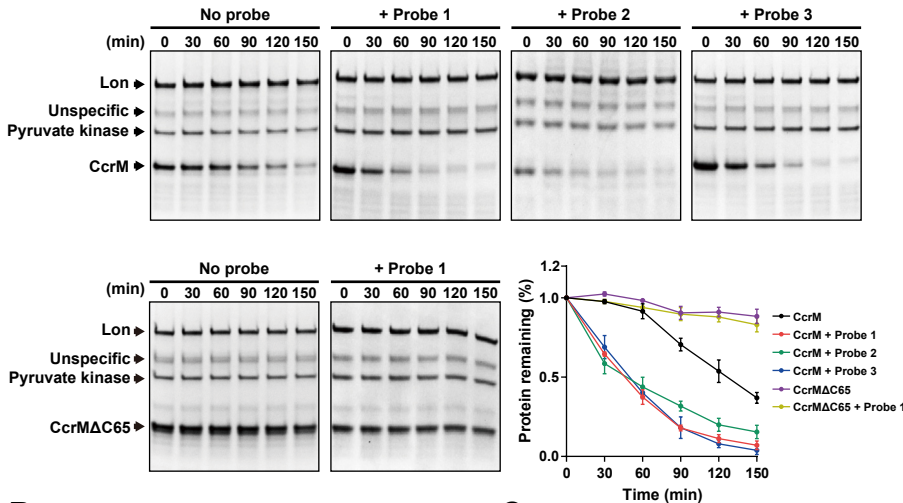 No probe
+ Probe 1
+ Probe 2
+ Probe 3
(min) 0 30 60 90 120 150
0 30 60 90 120 150
0 30 60 90 120 150
0 30 60 90 120 150
Lon
Unspecific
Pyruvate kinase
CcrM
No probe
+ Probe 1
(min) 0 30 60 90 120 150
0 30 60 90 120 150
Lon
Unspecific
Pyruvate kinase
CcrMΔC65
Protein remaining (%)
1.2
1.0
0.5
0.0
0 30 60 90 120 150
Time (min)
CcrM
CcrM + Probe 1
CcrM + Probe 2
CcrM + Probe 3
CcrMΔC65
CcrMΔC65 + Probe 1